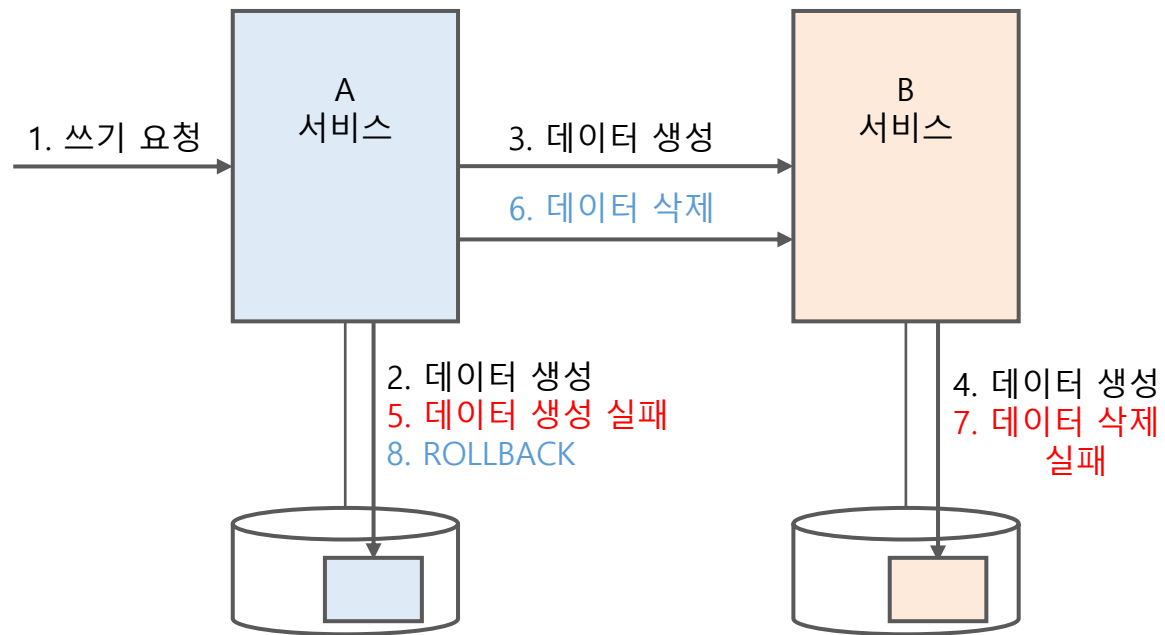 A
서비스
B
서비스
1. 쓰기 요청
3. 데이터 생성
6. 데이터 삭제
2. 데이터 생성
5. 데이터 생성 실패
8. ROLLBACK
4. 데이터 생성
7. 데이터 삭제
실패